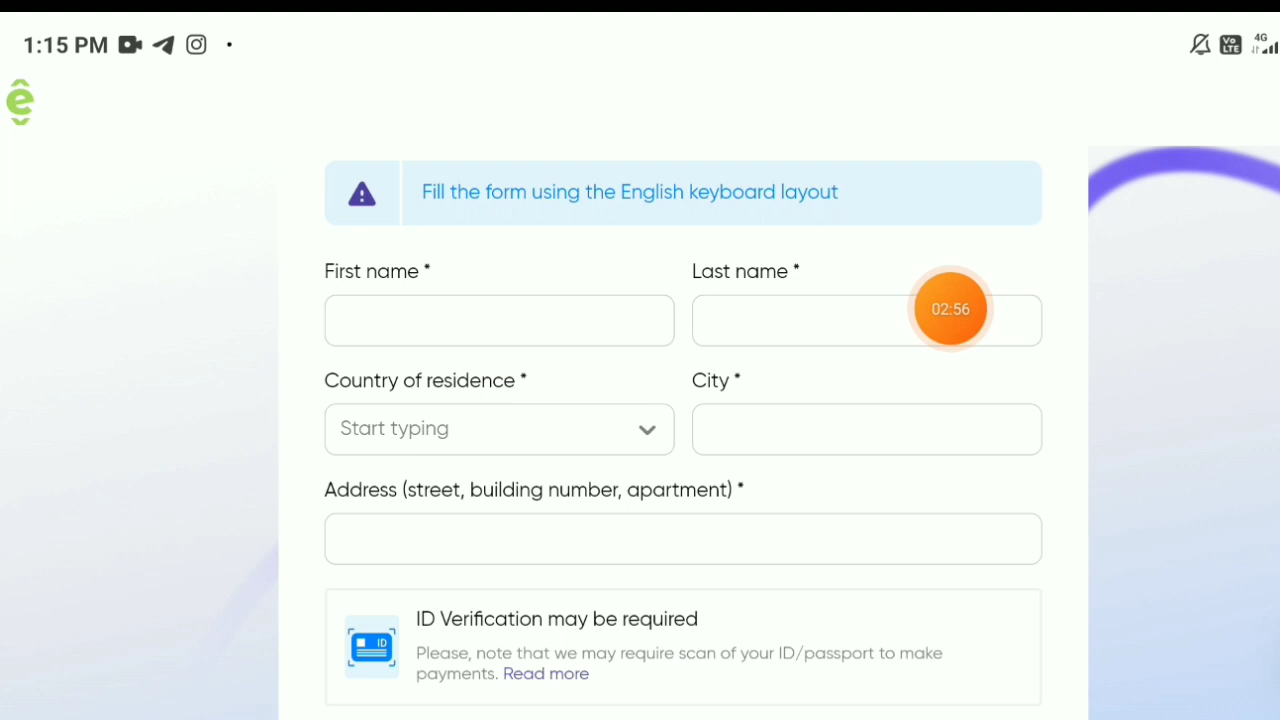 1:15 PM
Vo LTE
4G
ê
Fill the form using the English keyboard layout
First name *
Last name *
02:56
Country of residence *
City *
Start typing
Address (street, building number, apartment) *
ID Verification may be required
ID
Please, note that we may require scan of your ID/passport to make
payments. Read more